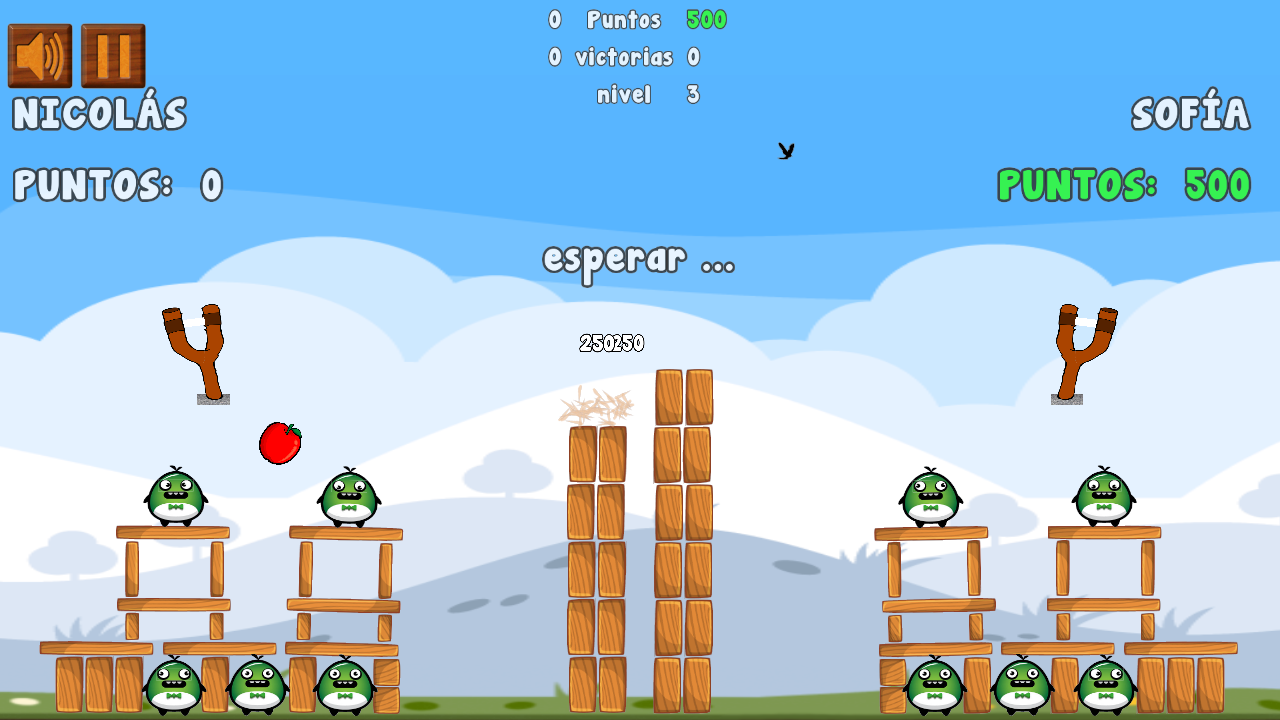 0 Puntos 500
0 victorias 0
nivel 3
NICOLÁS
SOFÍA
PUNTOS: 0
PUNTOS: 500
esperar ...
250250